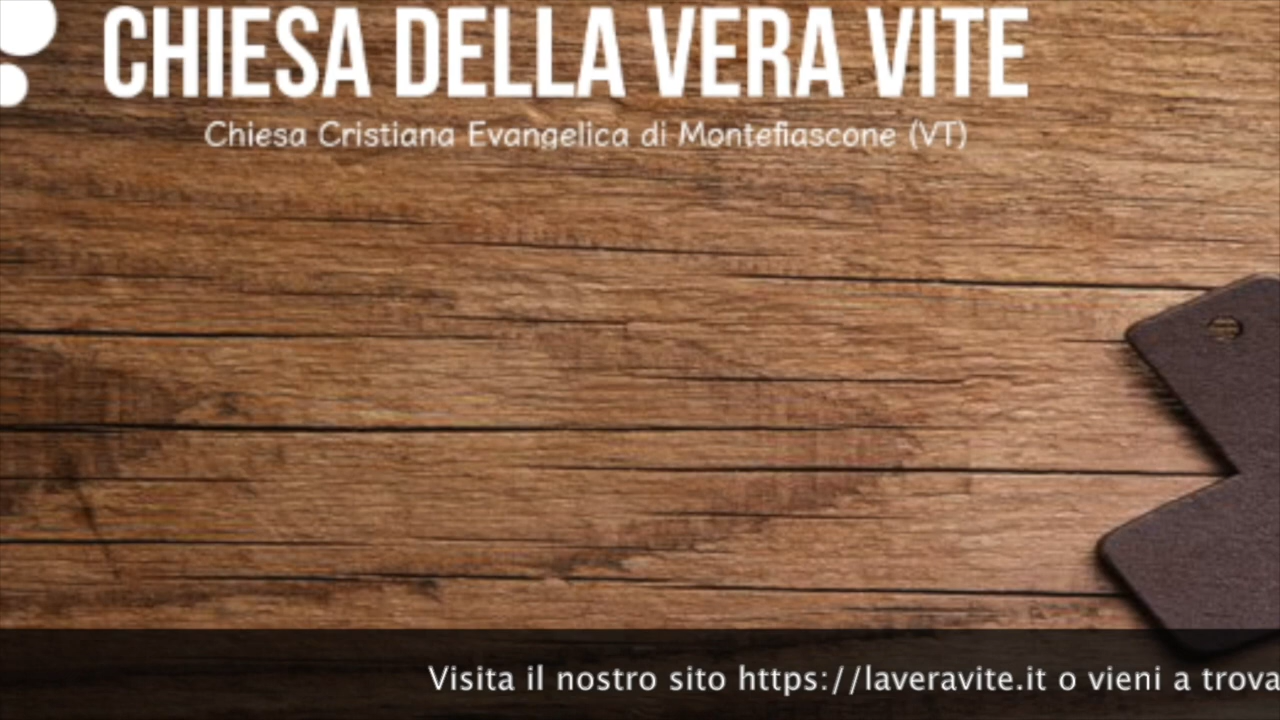 CHIESA DELLA VERA VITE
Chiesa Cristiana Evangelica di Montefiascone (VT)
Visita il nostro sito https://laveravite.it o vieni a trova